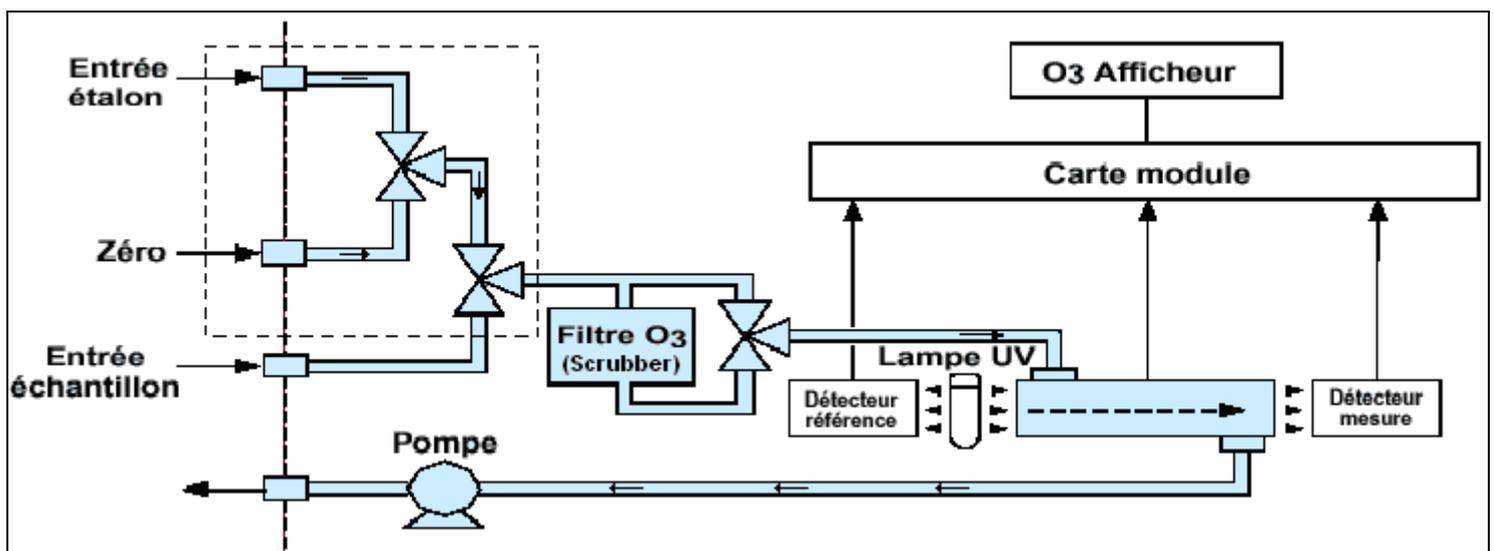 Entrée
étalon
O3 Afficheur
Carte module
Zéro
Filtre O3
(Scrubber)
Entrée
échantillon
Lampe UV
Détecteur
référence
Détecteur
mesure
Pompe